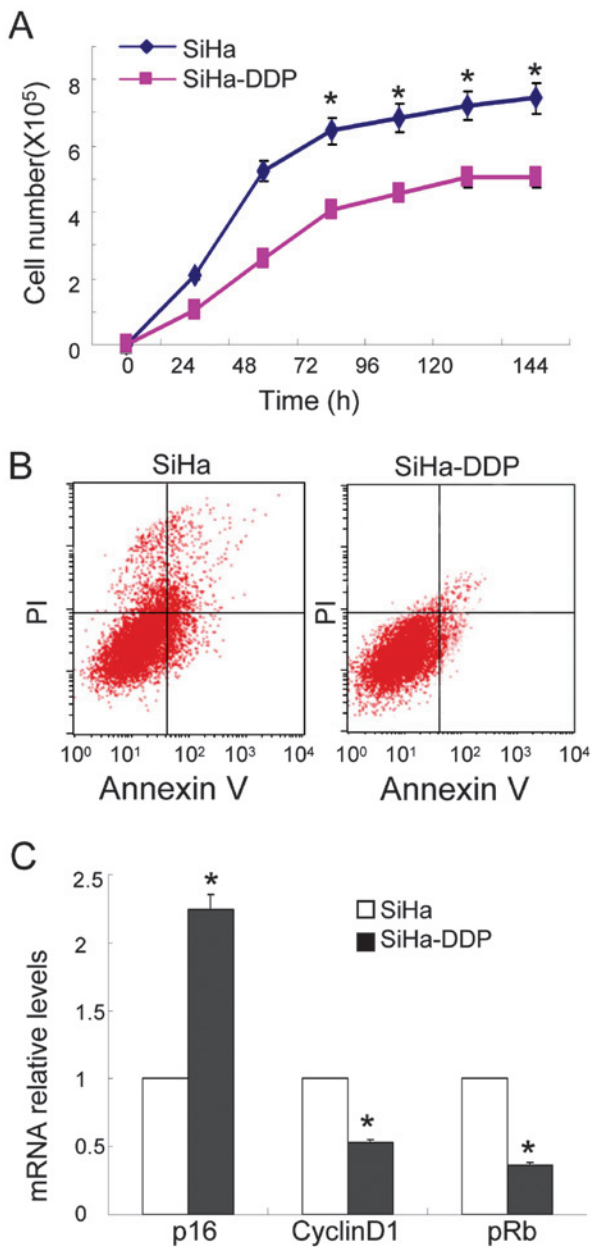 A
SiHa
SiHa-DDP
Cell number(X10⁵)
8
6
4
2
0
* * * *
0 24 48 72 96 120 144
Time (h)
B
SiHa
SiHa-DDP
PI
PI
10⁰ 10¹ 10² 10³ 10⁴
10⁰ 10¹ 10² 10³ 10⁴
Annexin V
Annexin V
C
mRNA relative levels
2.5
2
1.5
1
0.5
0
*
*
*
SiHa
SiHa-DDP
p16 CyclinD1 pRb